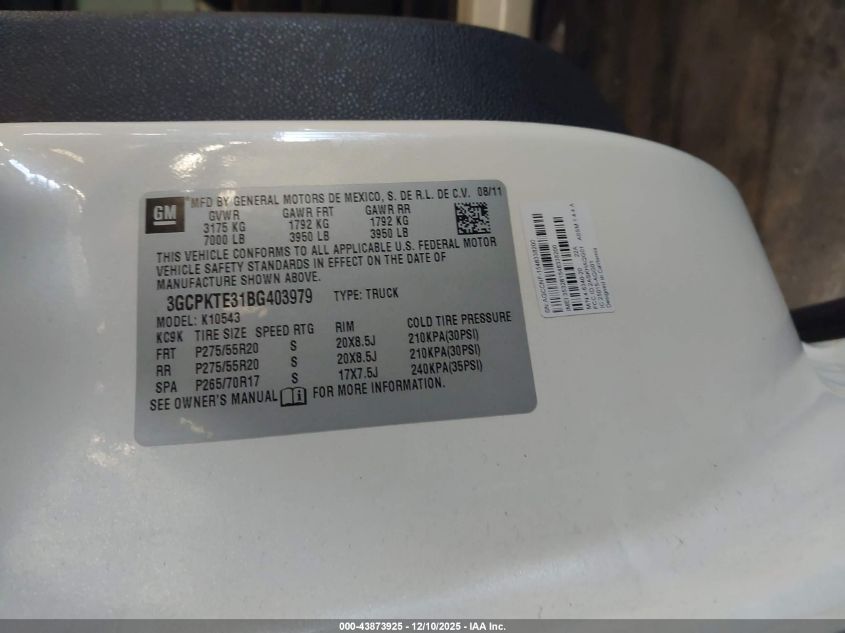 GM
MFD BY GENERAL MOTORS DE MEXICO, S. DE R.L. DE C.V. 08/11
GVWR GAWR FRT GAWR RR
3175 KG 1792 KG 1792 KG
7000 LB 3950 LB 3950 LB
THIS VEHICLE CONFORMS TO ALL APPLICABLE U.S. FEDERAL MOTOR
VEHICLE SAFETY STANDARDS IN EFFECT ON THE DATE OF
MANUFACTURE SHOWN ABOVE.
3GCPKTE31BG403979 TYPE: TRUCK
MODEL: K10543
KC9K TIRE SIZE SPEED RTG RIM COLD TIRE PRESSURE
FRT P275/55R20 S 20X8.5J 210KPA(30PSI)
RR P275/55R20 S 20X8.5J 210KPA(30PSI)
SPA P265/70R17 S 17X7.5J 240KPA(35PSI)
SEE OWNER'S MANUAL i FOR MORE INFORMATION.
Designed in California
000-43873925 - 12/10/2025 - IAA Inc.